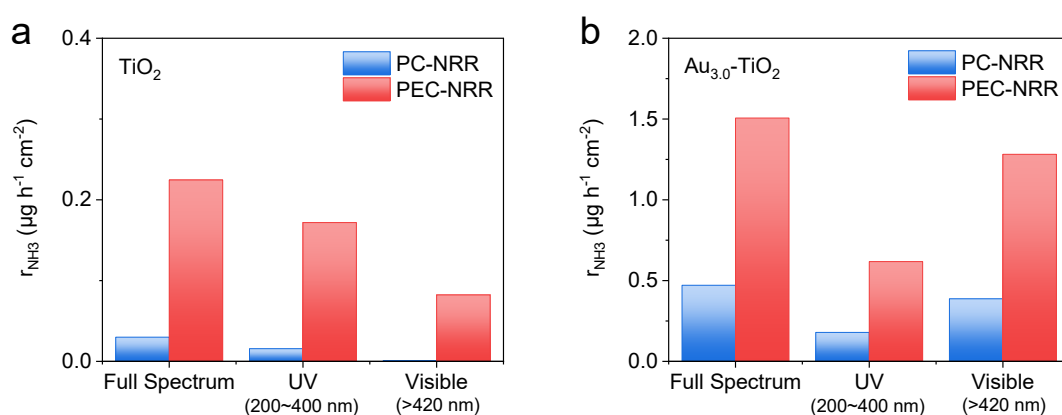 a
TiO₂
PC-NRR
PEC-NRR
0.4
0.2
0.0
r_NH3 (µg h⁻¹ cm⁻²)
Full Spectrum
UV
(200~400 nm)
Visible
(>420 nm)
b
Au₃.₀-TiO₂
PC-NRR
PEC-NRR
2.0
1.5
1.0
0.5
0.0
r_NH3 (µg h⁻¹ cm⁻²)
Full Spectrum
UV
(200~400 nm)
Visible
(>420 nm)